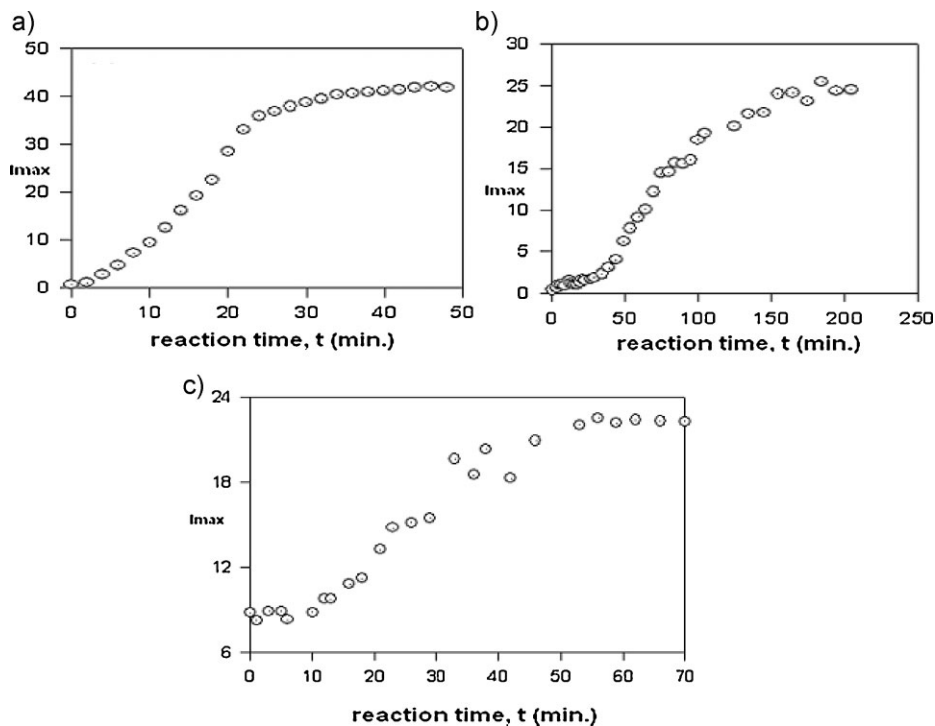 a)
50
40
Imax
30
20
10
0
0 10 20 30 40 50
reaction time, t (min.)
b)
30
25
20
15
Imax
10
5
0
0 50 100 150 200 250
reaction time, t (min.)
c)
24
18
Imax
12
6
0 10 20 30 40 50 60 70
reaction time, t (min.)